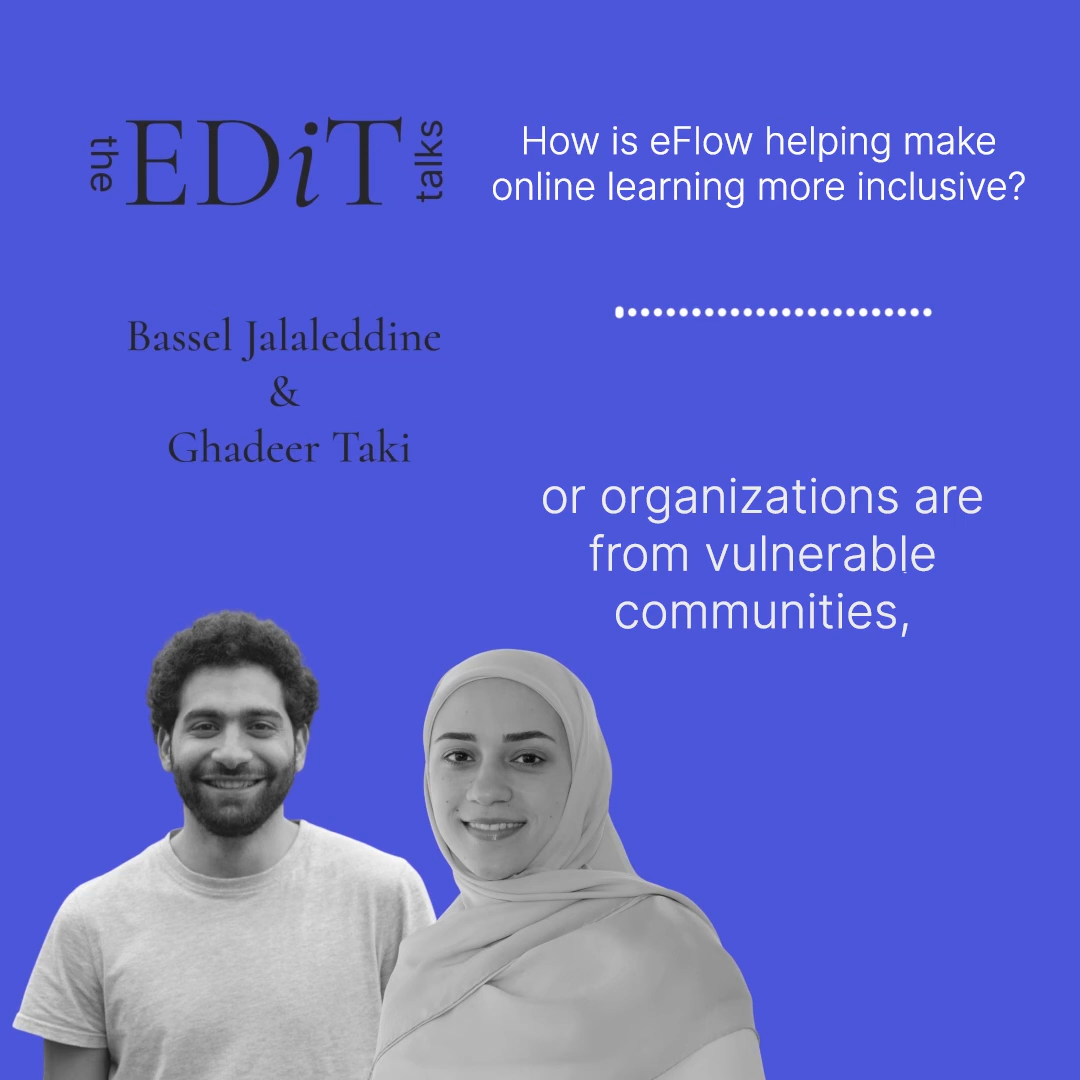 the EDiT talks
How is eFlow helping make
online learning more inclusive?
Bassel Jalaleddine
&
Ghadeer Taki
or organizations are
from vulnerable
communities,